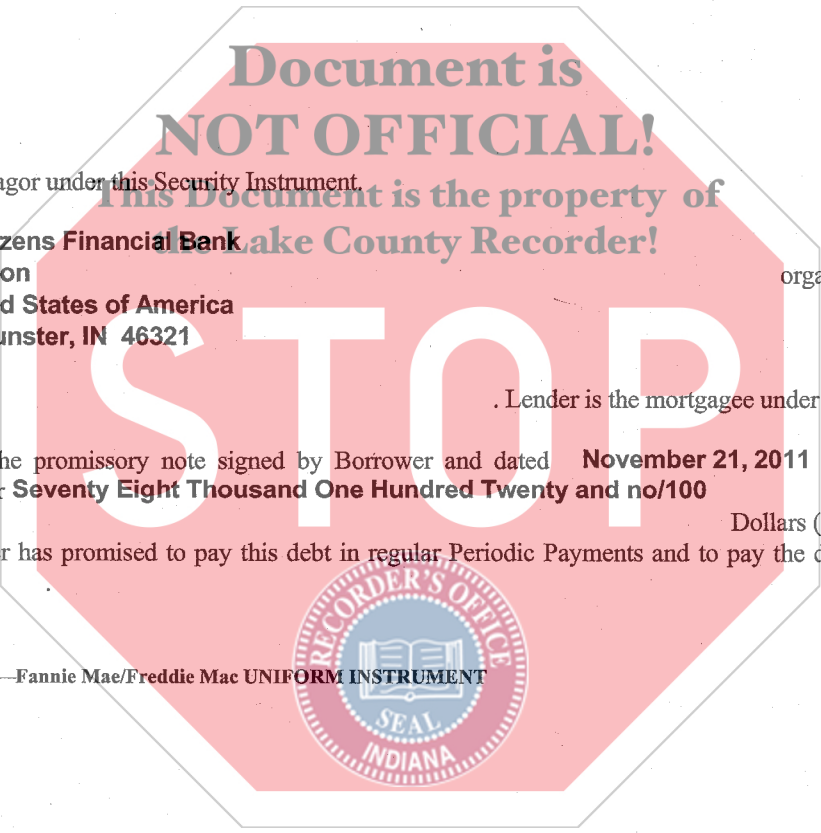 Document is
NOT OFFICIAL!
agor under this Security Instrument.
This Document is the property of
zens Financial Bank
the Lake County Recorder!
on orga
d States of America
unster, IN 46321
STOP
. Lender is the mortgagee under
he promissory note signed by Borrower and dated November 21, 2011
r Seventy Eight Thousand One Hundred Twenty and no/100
Dollars (
r has promised to pay this debt in regular Periodic Payments and to pay the d
RECORDER'S OFFICE
—Fannie Mae/Freddie Mac UNIFORM INSTRUMENT
SEAL
INDIANA